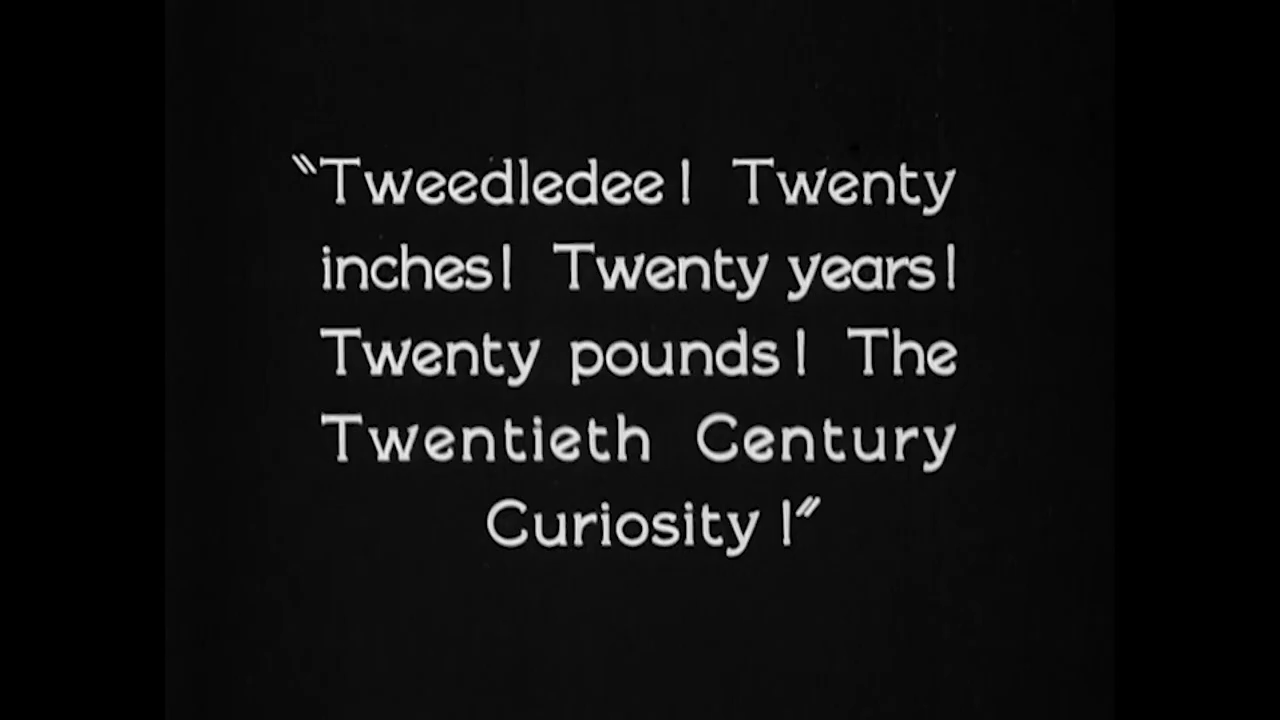 "Tweedledee! Twenty
inches! Twenty years!
Twenty pounds! The
Twentieth Century
Curiosity!"